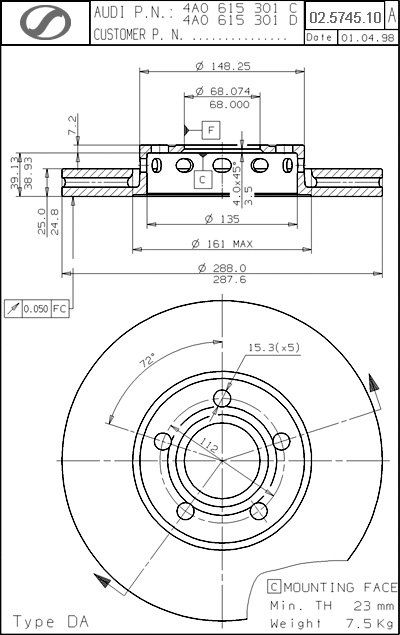 AUDI P.N.: 4A0 615 301 C
4A0 615 301 D
CUSTOMER P. N. ...............
02.5745.10 A
Date 01.04.98
Ø 148.25
Ø 68.074
68.000
F
7.2
39.13
38.93
C
4.0x45°
3.5
25.0
24.8
Ø 135
Ø 161 MAX
Ø 288.0
287.6
0.050 FC
15.3(x5)
72°
112
C MOUNTING FACE
Min. TH 23 mm
Type DA
Weight 7.5 Kg